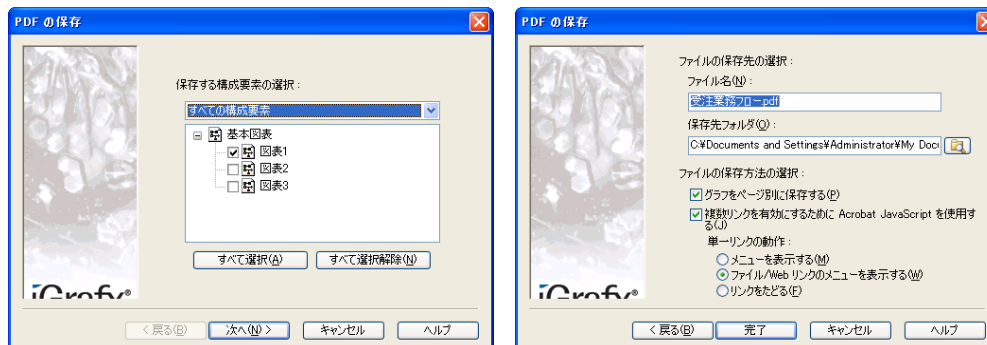 PDF の保存
保存する構成要素の選択 :
すべての構成要素
基本図表
図表1
図表2
図表3
すべて選択(A)
すべて選択解除(N)
iGrafx®
< 戻る(B)
次へ(N) >
キャンセル
ヘルプ
PDF の保存
ファイルの保存先の選択 :
ファイル名(N) :
受注業務フロー.pdf
保存先フォルダ(O) :
C:¥Documents and Settings¥Administrator¥My Doc
ファイルの保存方法の選択 :
グラフをページ別に保存する(P)
複数リンクを有効にするために Acrobat JavaScript を使用す
る(J)
単一リンクの動作 :
メニューを表示する(M)
ファイル/Web リンクのメニューを表示する(W)
リンクをたどる(F)
iGrafx®
< 戻る(B)
完了
キャンセル
ヘルプ